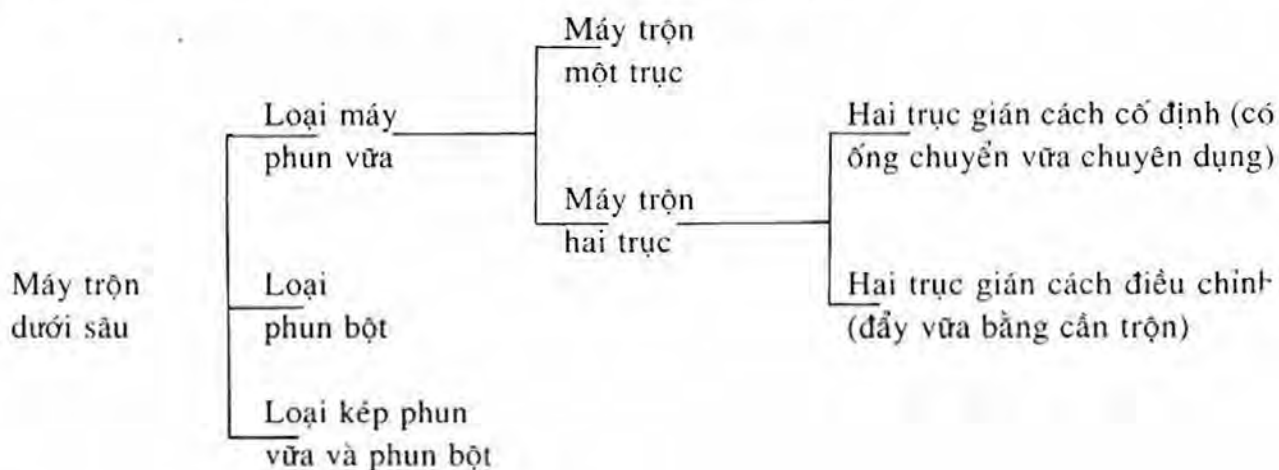 Máy trộn
một trục
Loại máy
phun vữa
Hai trục gián cách cố định (có
ống chuyển vữa chuyên dụng)
Máy trộn
hai trục
Máy trộn
dưới sâu
Loại
phun bột
Hai trục gián cách điều chỉnh
(đẩy vữa bằng cần trộn)
Loại kép phun
vữa và phun bột